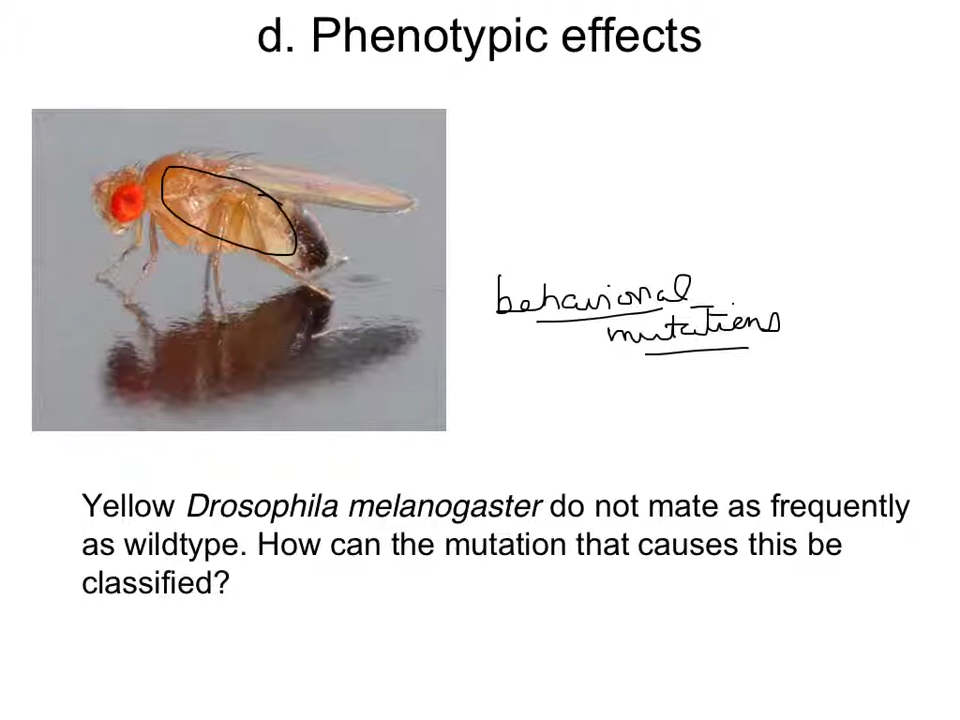 d. Phenotypic effects
behavioral
mutations
Yellow Drosophila melanogaster do not mate as frequently
as wildtype. How can the mutation that causes this be
classified?